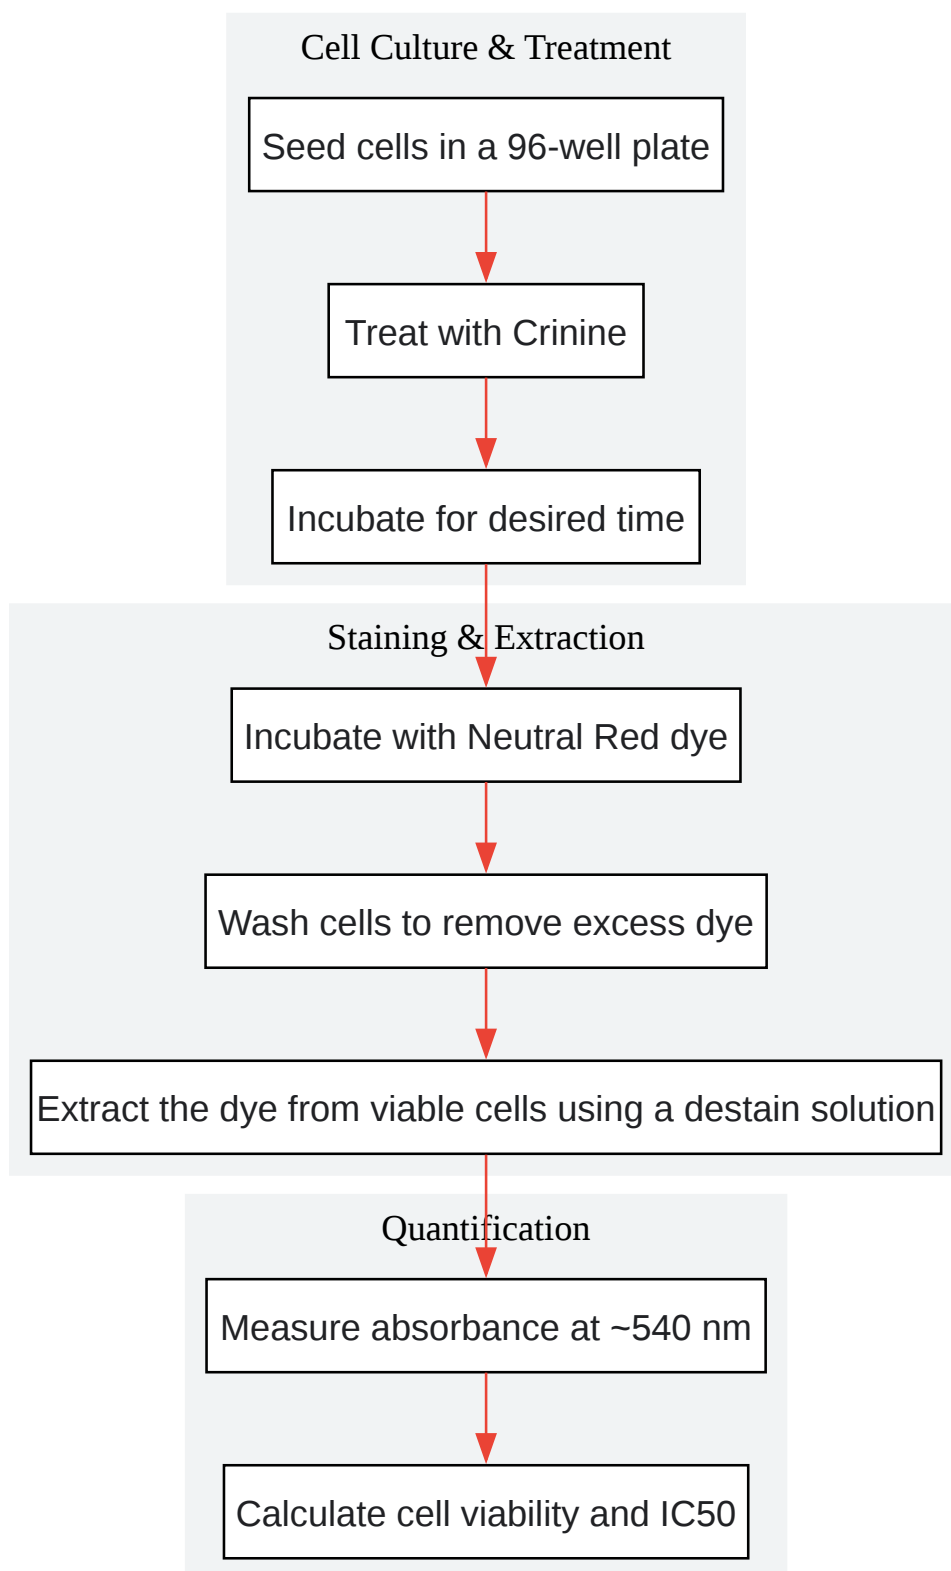 Cell Culture & Treatment
Seed cells in a 96-well plate
Treat with Crinine
Incubate for desired time
Staining & Extraction
Incubate with Neutral Red dye
Wash cells to remove excess dye
Extract the dye from viable cells using a destain solution
Quantification
Measure absorbance at ~540 nm
Calculate cell viability and IC50